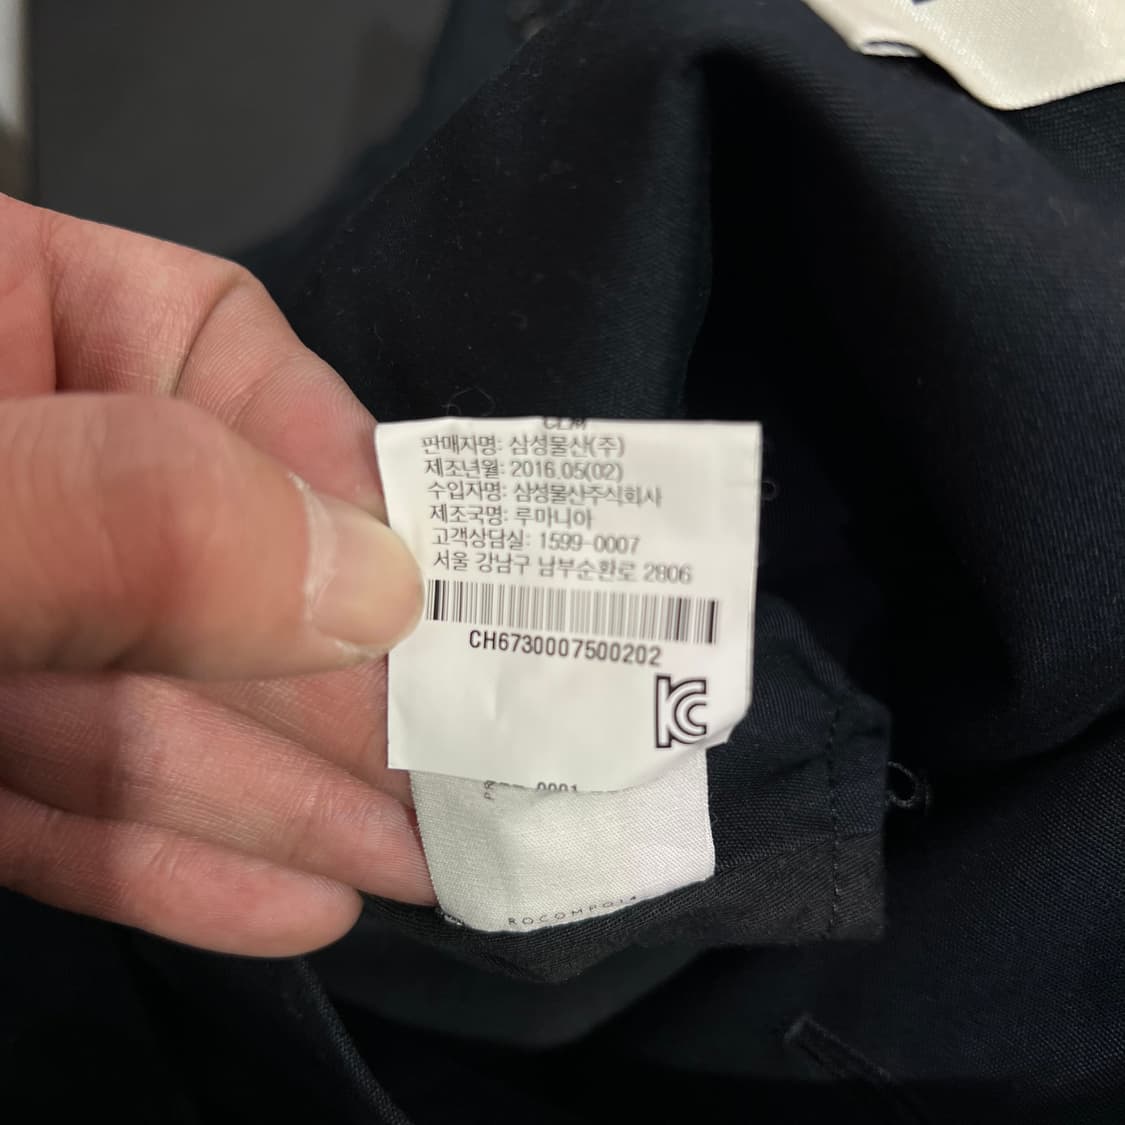 판매자명: 삼성물산(주)
제조년월: 2016.05(02)
수입자명: 삼성물산주식회사
제조국명: 루마니아
고객상담실: 1599-0007
서울 강남구 남부순환로 2806
CH6730007500202
KC
0001